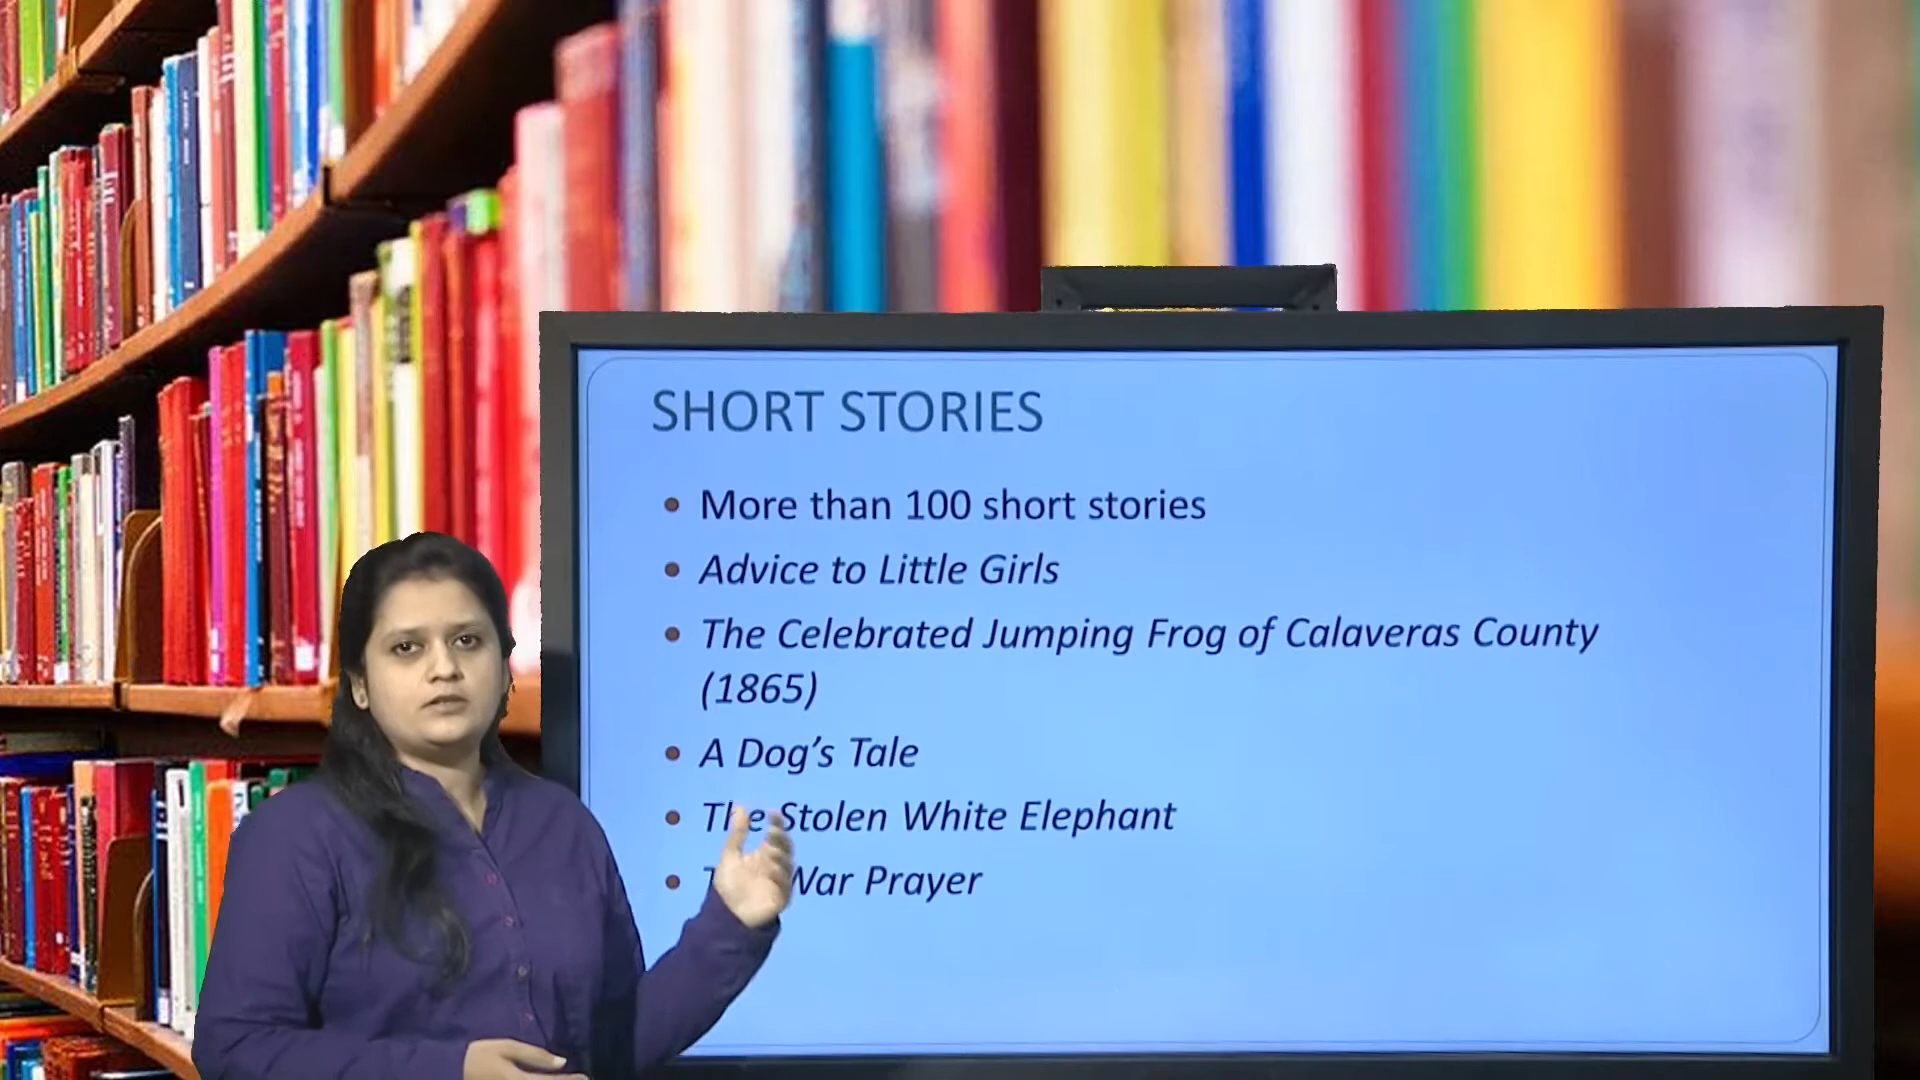 SHORT STORIES
• More than 100 short stories
• Advice to Little Girls
• The Celebrated Jumping Frog of Calaveras County
(1865)
• A Dog's Tale
• The Stolen White Elephant
• War Prayer